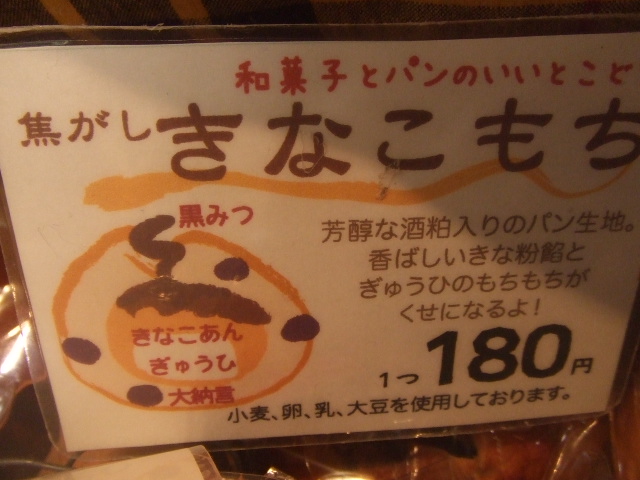 和菓子とパンのいいとこど
焦がしきなこもち
黒みつ
きなこあん
ぎゅうひ
大納言
芳醇な酒粕入りのパン生地。
香ばしいきな粉餡と
ぎゅうひのもちもちが
くせになるよ!
1つ180円
小麦、卵、乳、大豆を使用しております。